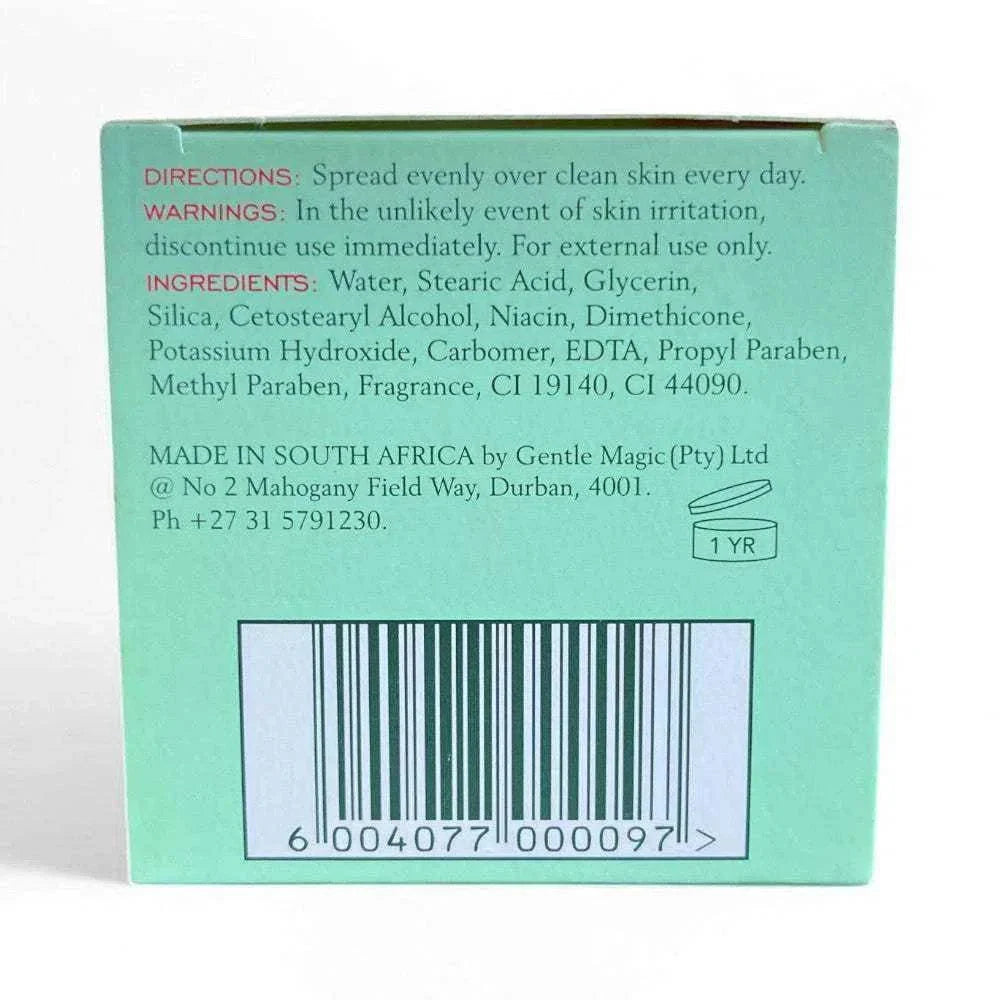 DIRECTIONS: Spread evenly over clean skin every day.
WARNINGS: In the unlikely event of skin irritation,
discontinue use immediately. For external use only.
INGREDIENTS: Water, Stearic Acid, Glycerin,
Silica, Cetostearyl Alcohol, Niacin, Dimethicone,
Potassium Hydroxide, Carbomer, EDTA, Propyl Paraben,
Methyl Paraben, Fragrance, CI 19140, CI 44090.
MADE IN SOUTH AFRICA by Gentle Magic (Pty) Ltd
@ No 2 Mahogany Field Way, Durban, 4001.
Ph +27 31 5791230.
1 YR
6 004077 000097 >